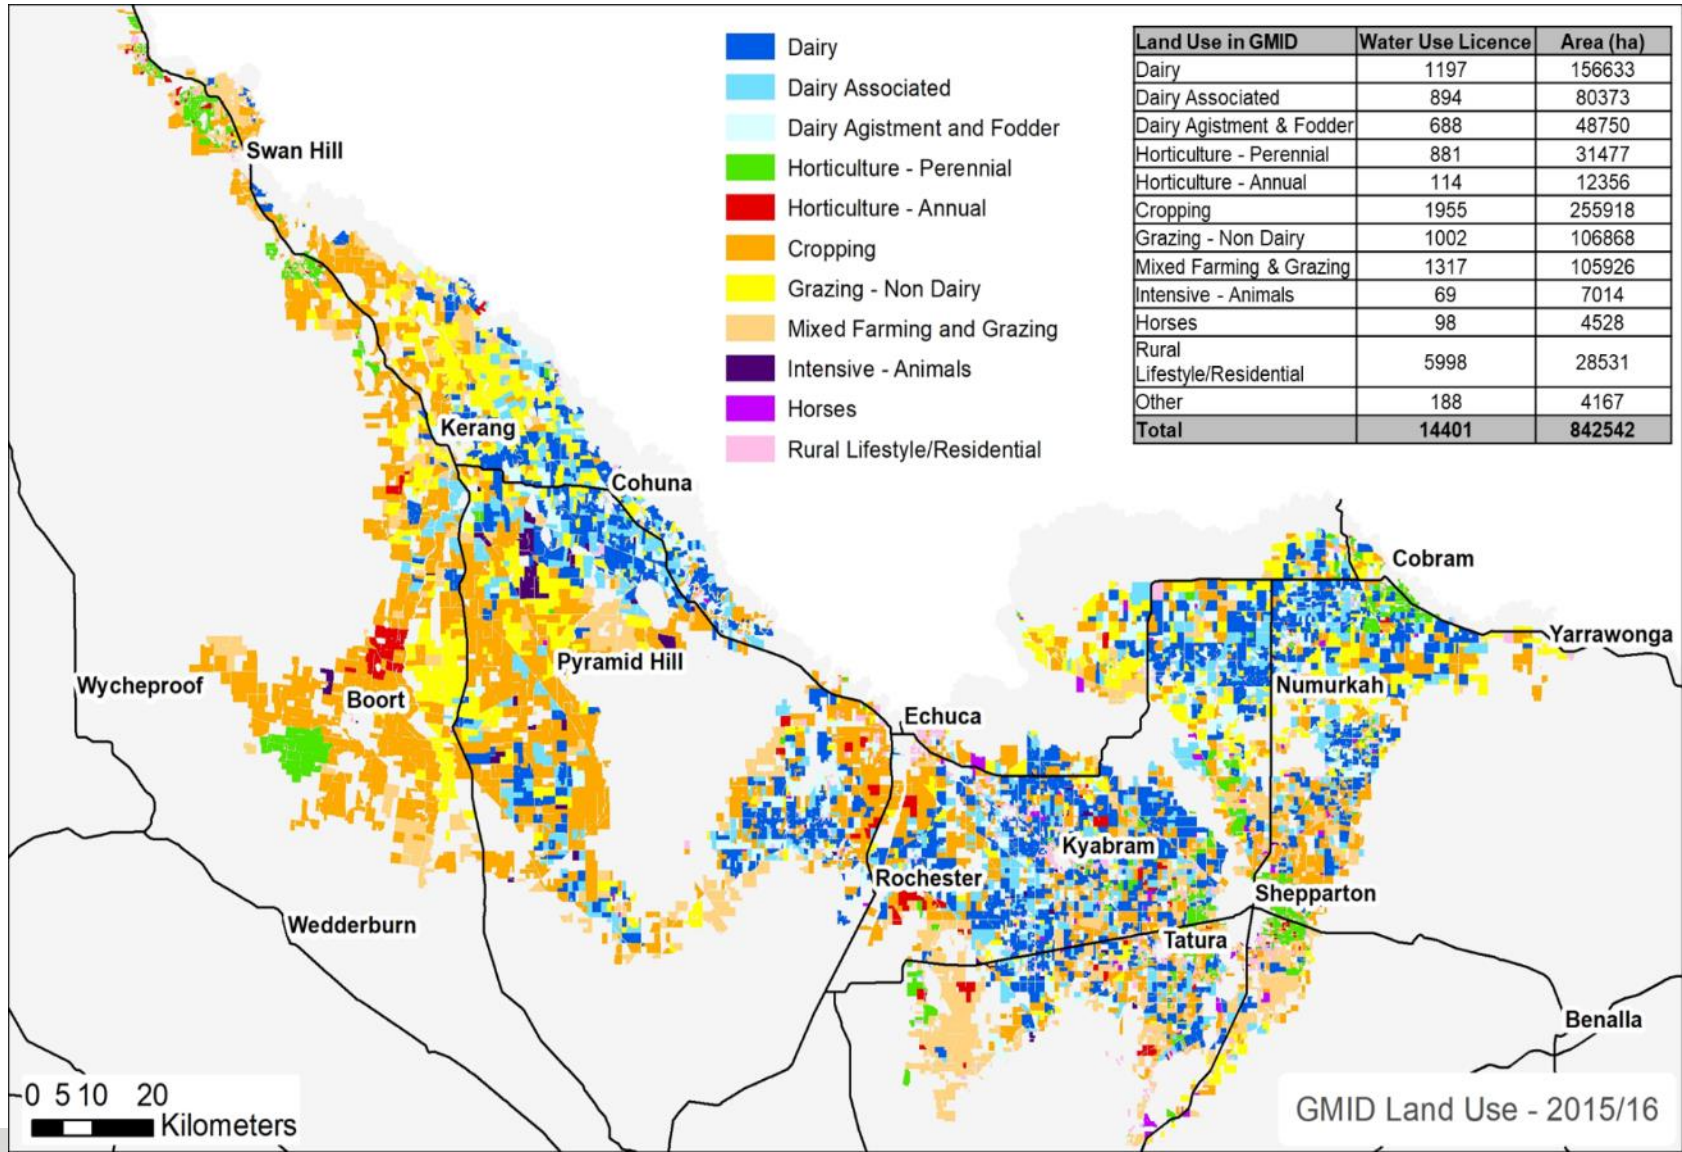 Dairy
Dairy Associated
Dairy Agistment and Fodder
Horticulture - Perennial
Horticulture - Annual
Cropping
Grazing - Non Dairy
Mixed Farming and Grazing
Intensive - Animals
Horses
Rural Lifestyle/Residential
Land Use in GMID Water Use Licence Area (ha)
Dairy 1197 156633
Dairy Associated 894 80373
Dairy Agistment & Fodder 688 48750
Horticulture - Perennial 881 31477
Horticulture - Annual 114 12356
Cropping 1955 255918
Grazing - Non Dairy 1002 106868
Mixed Farming & Grazing 1317 105926
Intensive - Animals 69 7014
Horses 98 4528
Rural
Lifestyle/Residential 5998 28531
Other 188 4167
Total 14401 842542
Swan Hill
Kerang
Cohuna
Cobram
Yarrawonga
Pyramid Hill
Wycheproof
Boort
Numurkah
Echuca
Kyabram
Rochester
Shepparton
Wedderburn
Tatura
Benalla
0 5 10 20
Kilometers
GMID Land Use - 2015/16